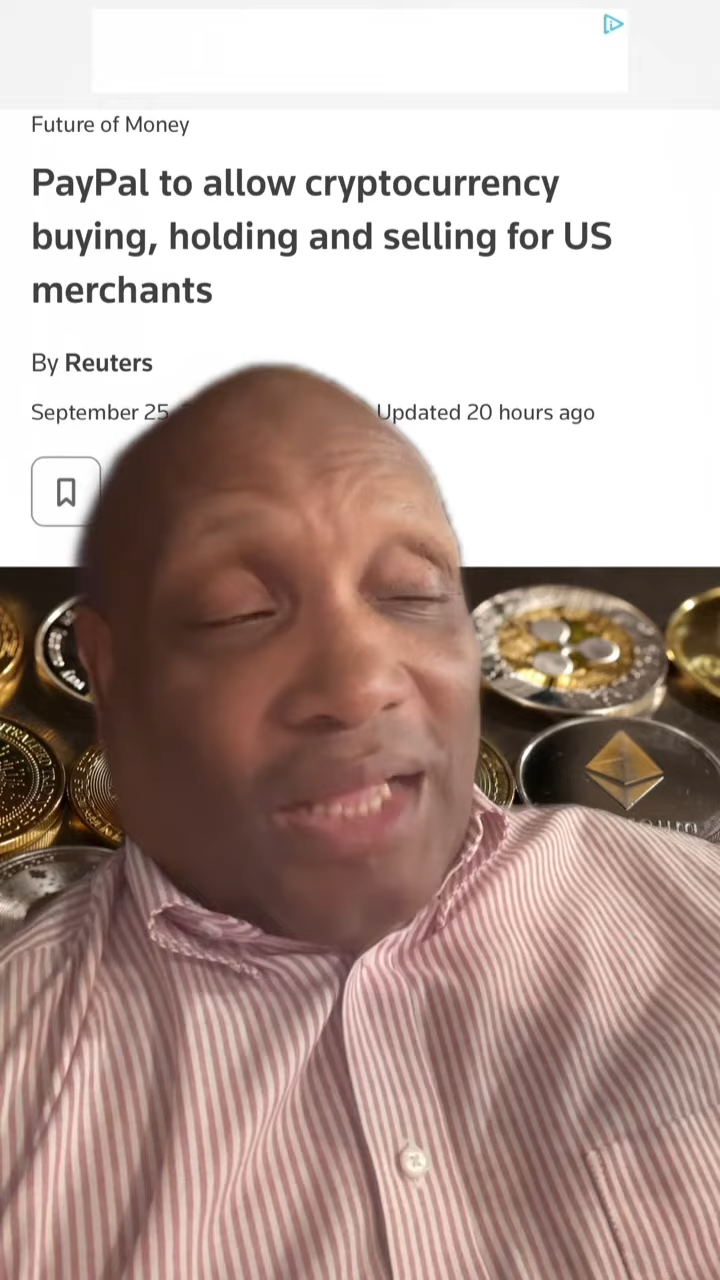 Future of Money
PayPal to allow cryptocurrency
buying, holding and selling for US
merchants
By Reuters
September 25
Updated 20 hours ago